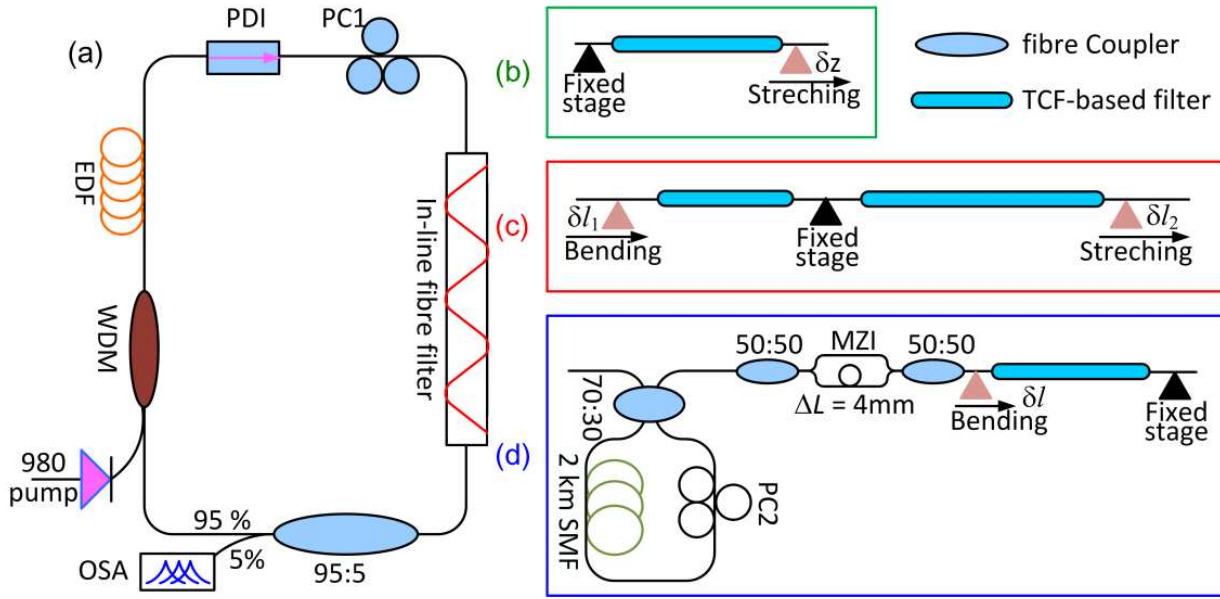 (a)
PDI
PC1
EDF
WDM
980
pump
In-line fibre filter
95 %
5%
95:5
OSA
(b)
Fixed
stage
δz
Streching
fibre Coupler
TCF-based filter
(c)
δl₁
Bending
Fixed
stage
δl₂
Streching
(d)
70:30
2 km SMF
PC2
50:50
MZI
50:50
ΔL = 4mm
δl
Bending
Fixed
stage